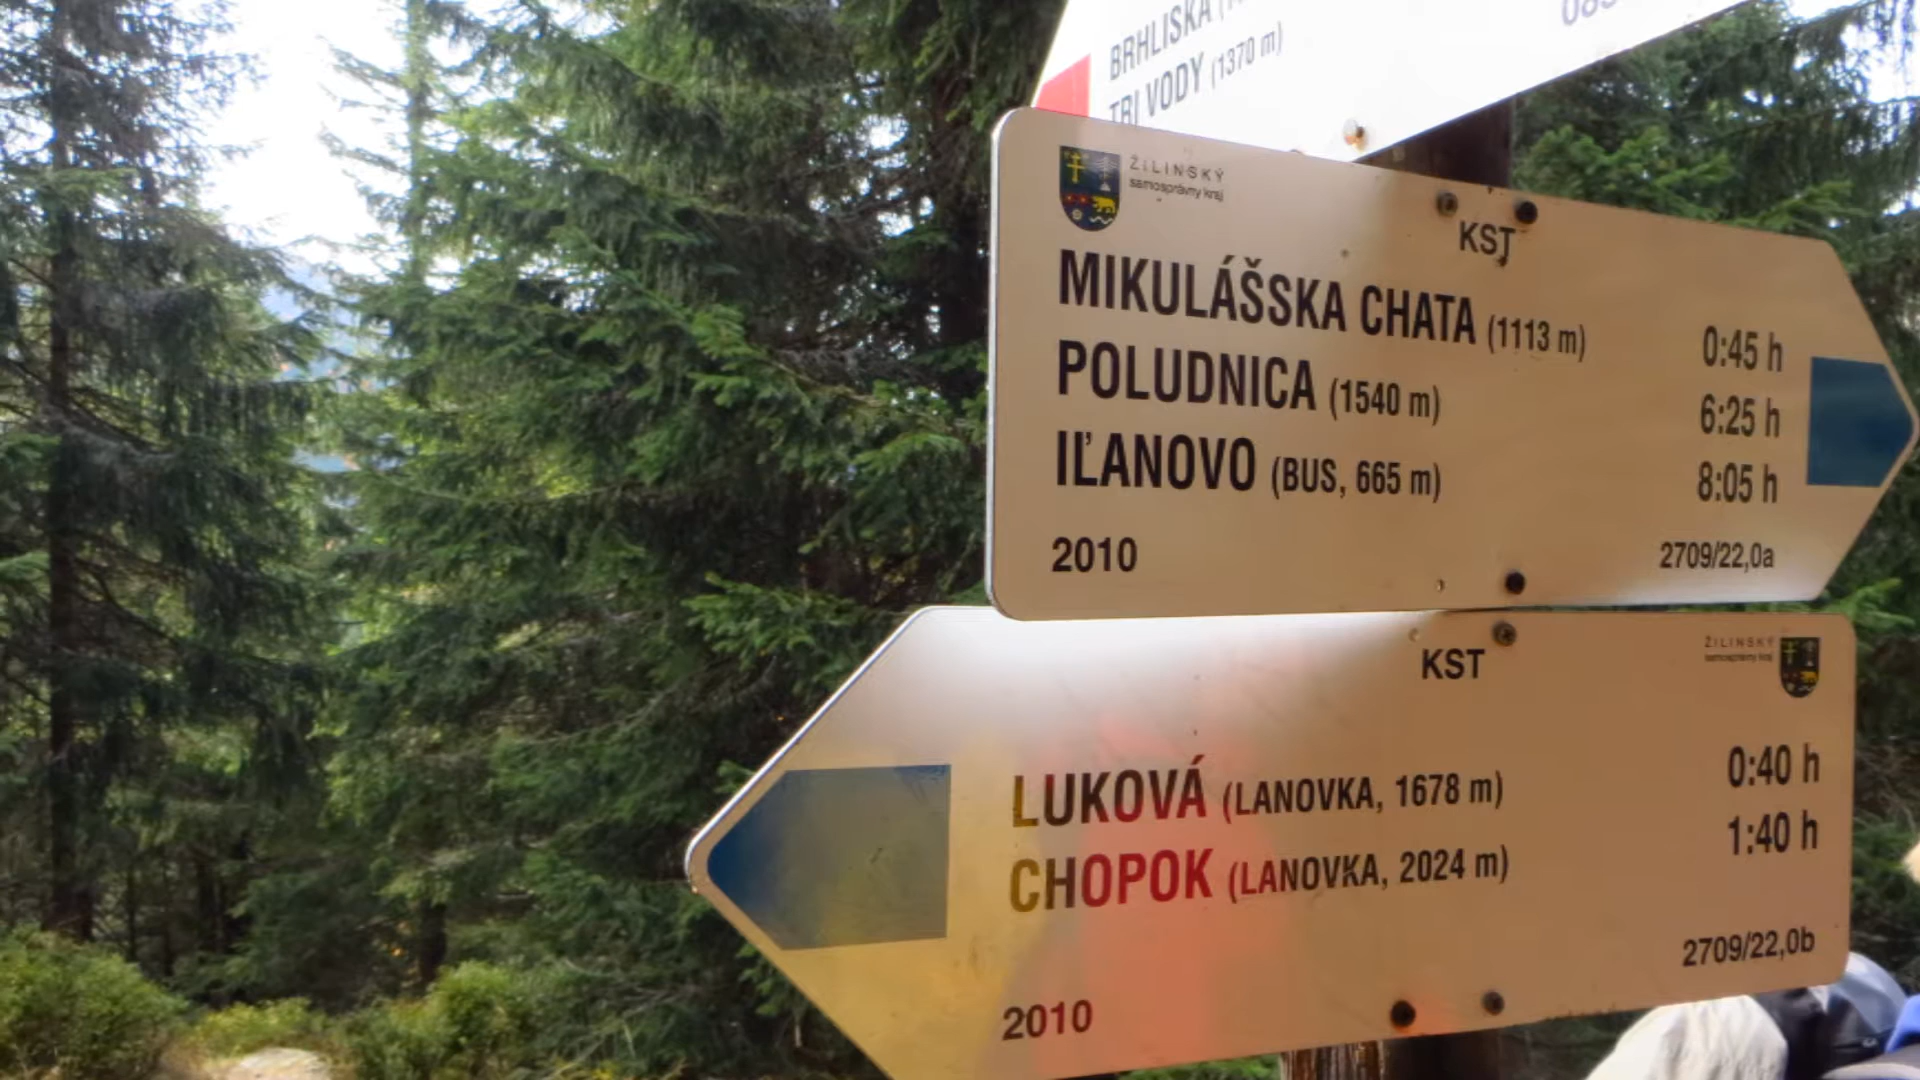 BRHLISKÁ
TRI VODY (1370 m)
ŽILINSKÝ
samosprávny kraj
KST
MIKULÁŠSKA CHATA (1113 m) 0:45 h
POLUDNICA (1540 m) 6:25 h
IĽANOVO (BUS, 665 m) 8:05 h
2010 2709/22,0a
ŽILINSKÝ
samosprávny kraj
KST
LUKOVÁ (LANOVKA, 1678 m) 0:40 h
CHOPOK (LANOVKA, 2024 m) 1:40 h
2709/22,0b
2010